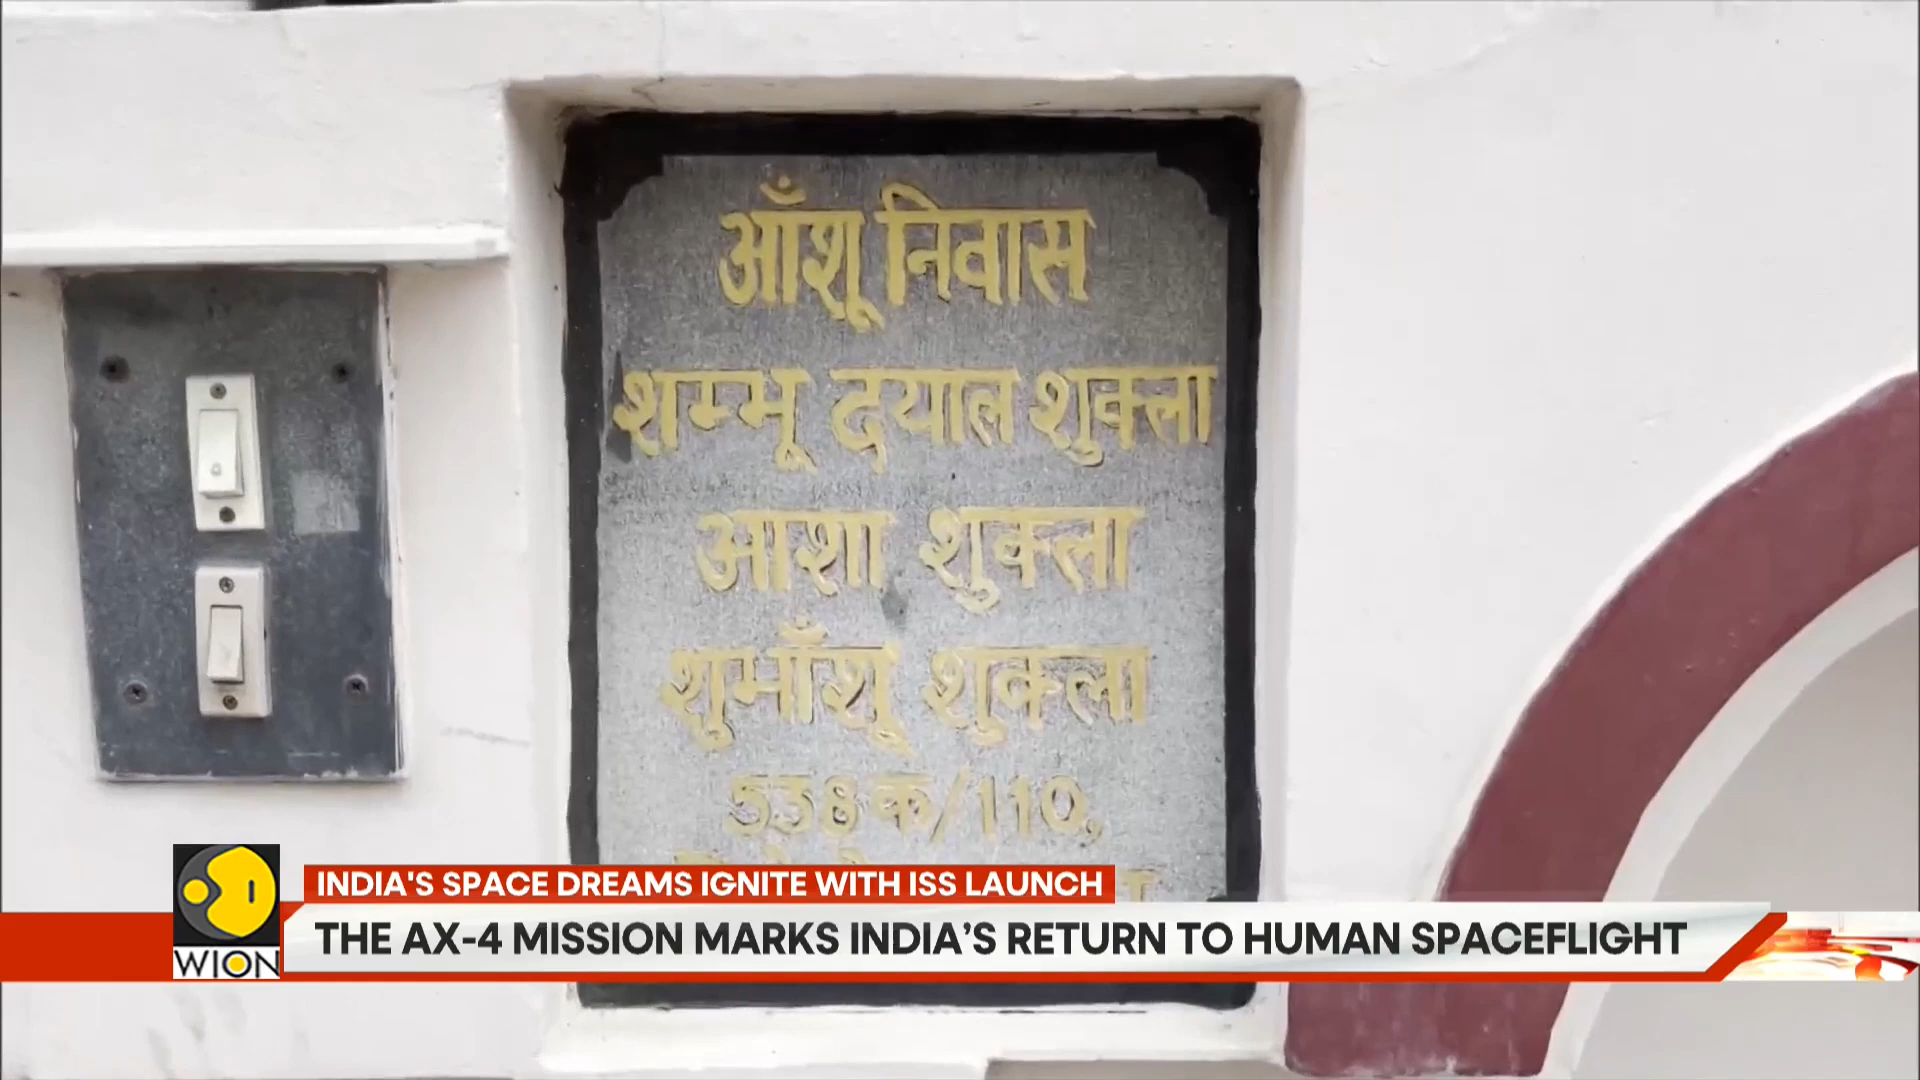 आँशू निवास
शम्भू दयाल शुक्ला
आशा शुक्ला
शुभाँशू शुक्ला
538क/110,
INDIA'S SPACE DREAMS IGNITE WITH ISS LAUNCH
THE AX-4 MISSION MARKS INDIA’S RETURN TO HUMAN SPACEFLIGHT
WION